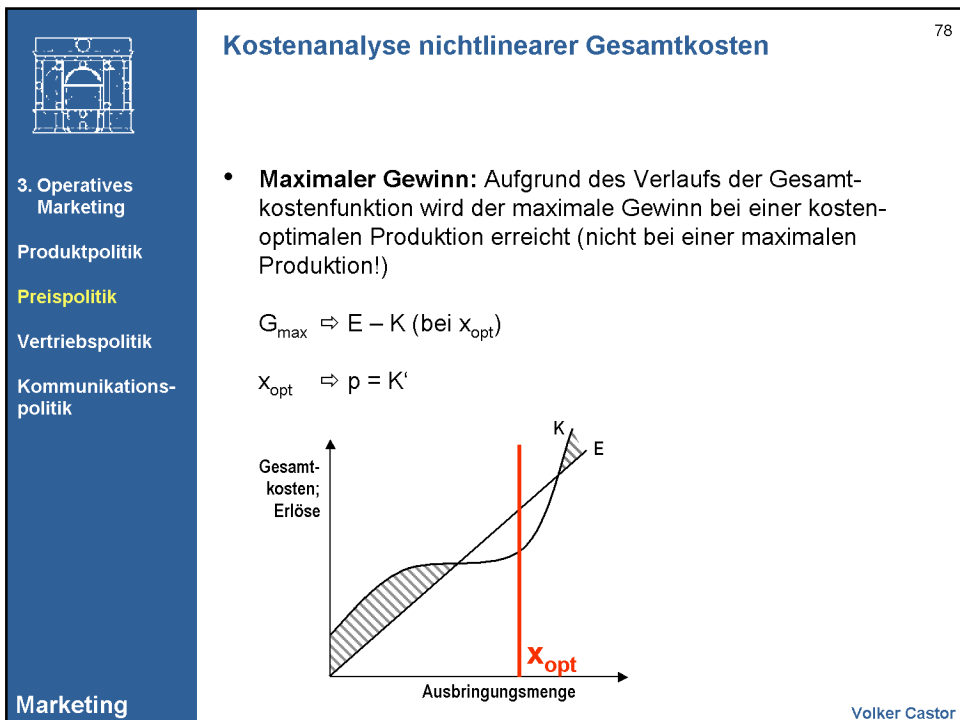 Kostenanalyse nichtlinearer Gesamtkosten
78
3. Operatives
Marketing
Produktpolitik
Preispolitik
Vertriebspolitik
Kommunikations-
politik
• Maximaler Gewinn: Aufgrund des Verlaufs der Gesamt-
kostenfunktion wird der maximale Gewinn bei einer kosten-
optimalen Produktion erreicht (nicht bei einer maximalen
Produktion!)
Gmax ⇨ E – K (bei xopt)
xopt ⇨ p = K‘
K
E
Gesamt-
kosten;
Erlöse
xopt
Ausbringungsmenge
Marketing
Volker Castor